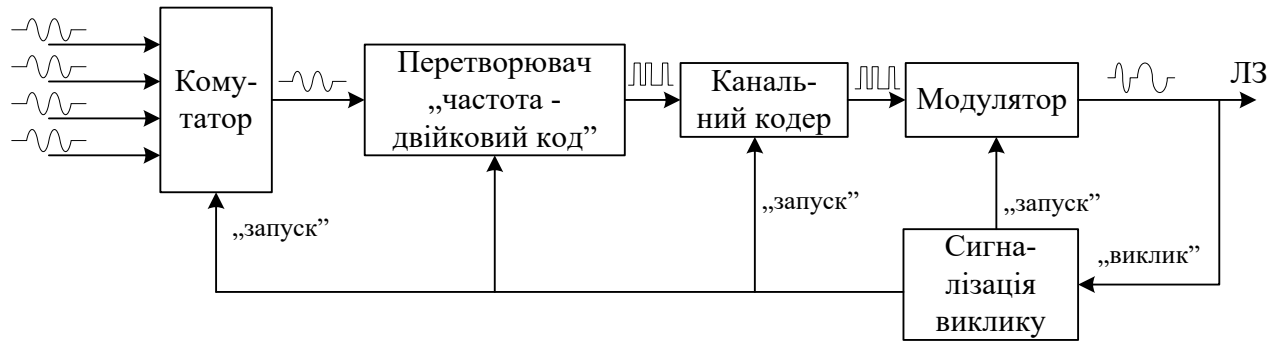 Кому-
татор
Перетворювач
„частота -
двійковий код”
Каналь-
ний кодер
Модулятор
ЛЗ
„запуск”
„запуск”
„запуск”
Сигна-
лізація
виклику
„виклик”